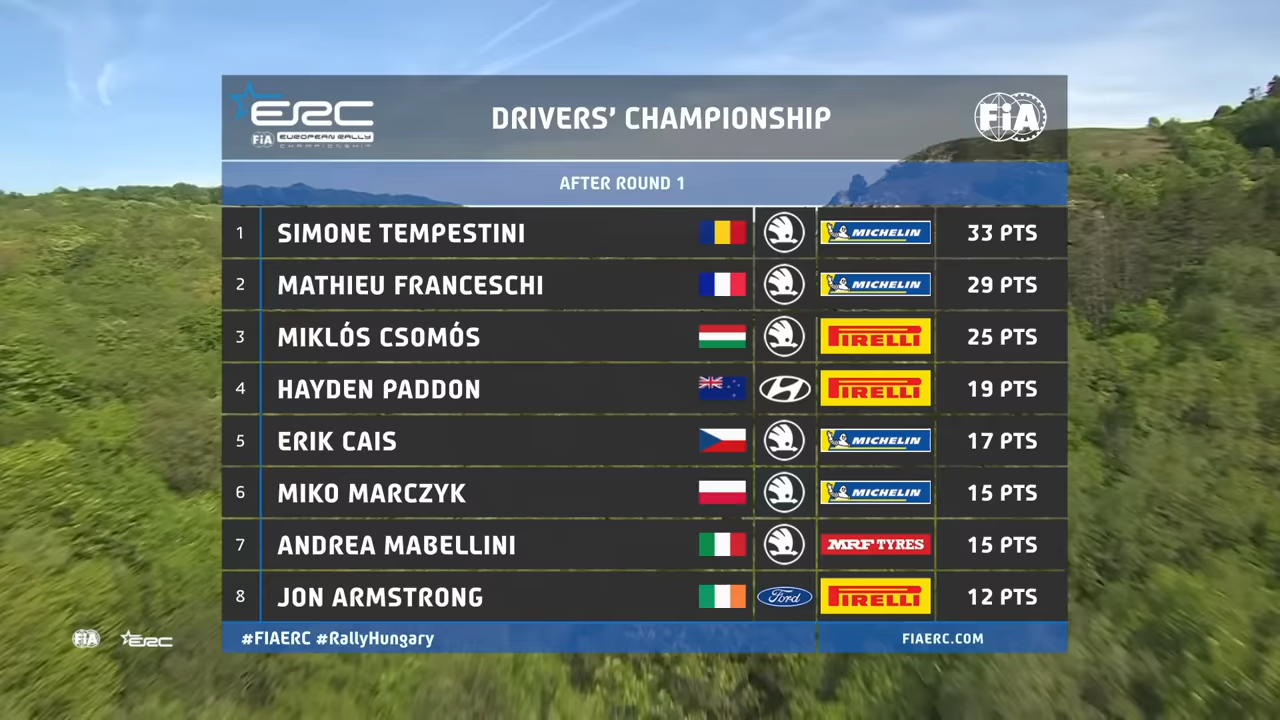 ERC
FIA EUROPEAN RALLY
CHAMPIONSHIP
DRIVERS' CHAMPIONSHIP
FIA
AFTER ROUND 1
1 SIMONE TEMPESTINI MICHELIN 33 PTS
2 MATHIEU FRANCESCHI MICHELIN 29 PTS
3 MIKLÓS CSOMÓS PIRELLI 25 PTS
4 HAYDEN PADDON PIRELLI 19 PTS
5 ERIK CAIS MICHELIN 17 PTS
6 MIKO MARCZYK MICHELIN 15 PTS
7 ANDREA MABELLINI MRF TYRES 15 PTS
8 JON ARMSTRONG Ford PIRELLI 12 PTS
FIA ERC
#FIAERC #RallyHungary FIAERC.COM